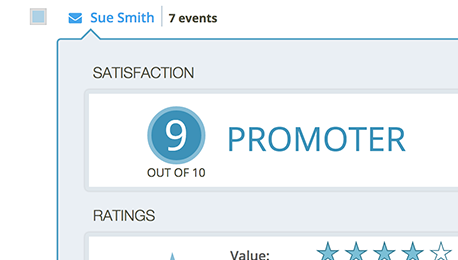 Sue Smith 7 events
SATISFACTION
9 PROMOTER
OUT OF 10
RATINGS
Value: